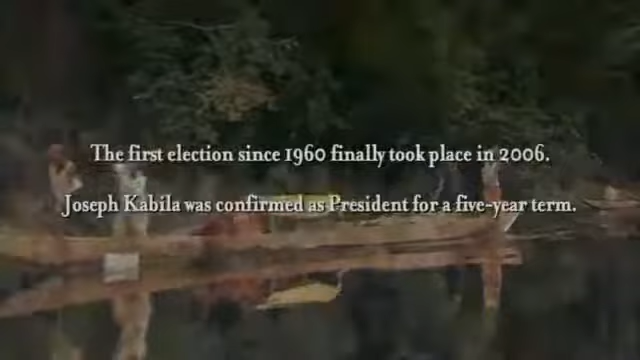 The first election since 1960 finally took place in 2006.
Joseph Kabila was confirmed as President for a five-year term.